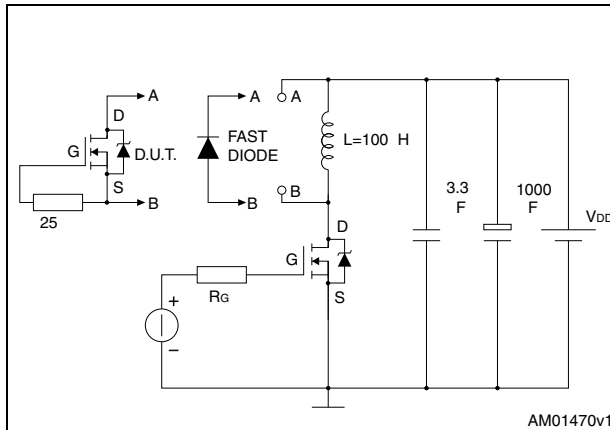 A
D
G
D.U.T.
S
B
25
A
FAST
DIODE
B
A
L=100 H
B
D
G
S
RG
+
–
3.3
F
1000
F
VDD
AM01470v1